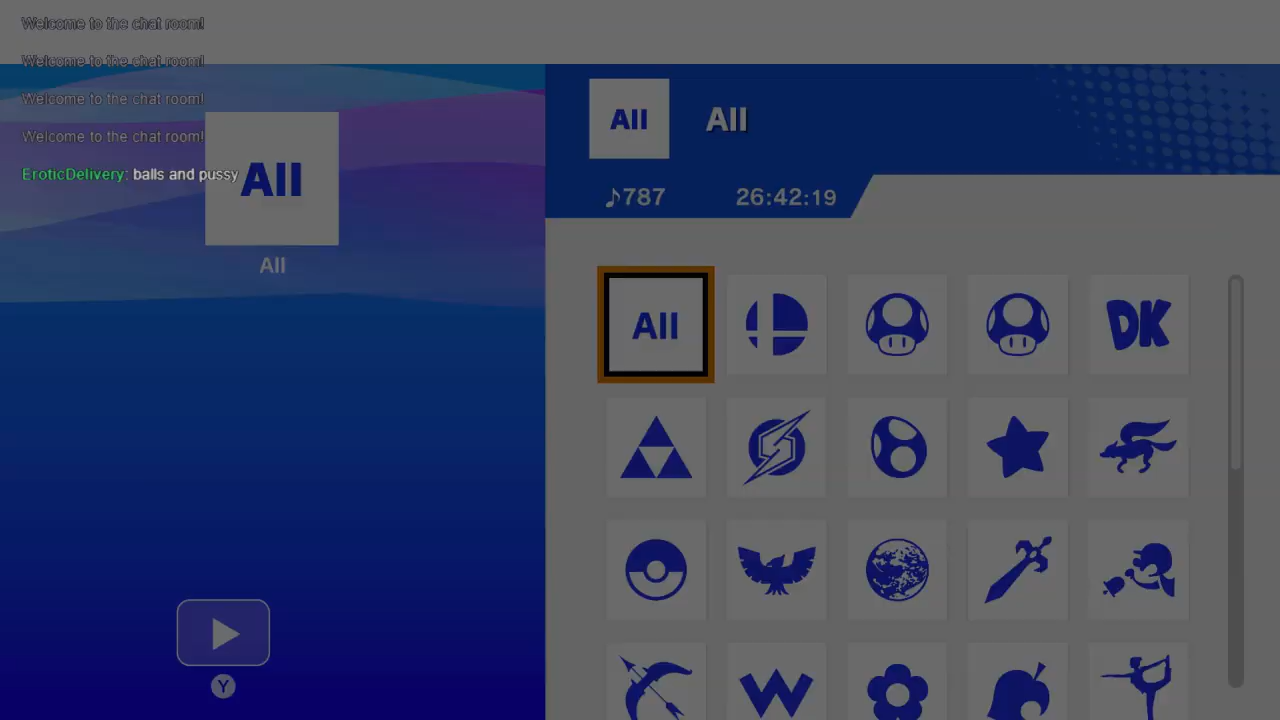 Welcome to the chat room!
Welcome to the chat room!
Welcome to the chat room!
Welcome to the chat room!
EroticDelivery: balls and pussy
All
All
All
All
♪787 26:42:19
All
DK
Y